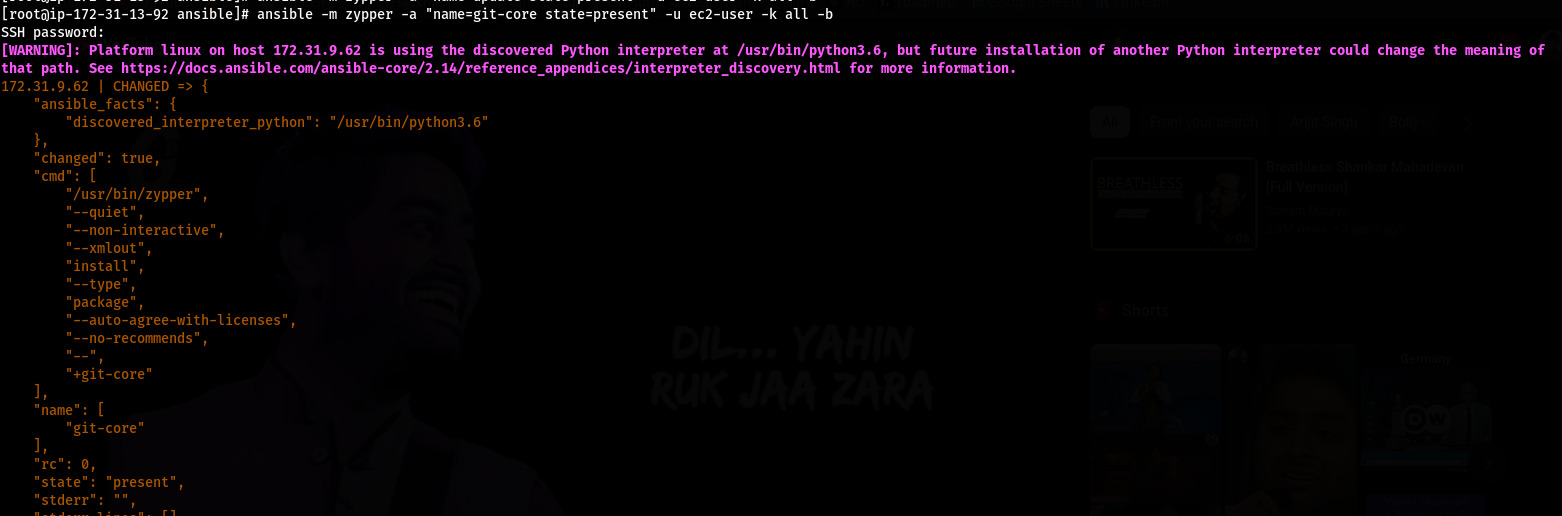 [root@ip-172-31-13-92 ansible]# ansible -m zypper -a "name=git-core state=present" -u ec2-user -k all -b
SSH password:
[WARNING]: Platform linux on host 172.31.9.62 is using the discovered Python interpreter at /usr/bin/python3.6, but future installation of another Python interpreter could change the meaning of
that path. See https://docs.ansible.com/ansible-core/2.14/reference_appendices/interpreter_discovery.html for more information.
172.31.9.62 | CHANGED => {
    "ansible_facts": {
        "discovered_interpreter_python": "/usr/bin/python3.6"
    },
    "changed": true,
    "cmd": [
        "/usr/bin/zypper",
        "--quiet",
        "--non-interactive",
        "--xmlout",
        "install",
        "--type",
        "package",
        "--auto-agree-with-licenses",
        "--no-recommends",
        "--",
        "+git-core"
    ],
    "name": [
        "git-core"
    ],
    "rc": 0,
    "state": "present",
    "stderr": "",
All
From your search
Arijit Singh
Breathless Shankar Mahadevan
[Full Version]
BREATHLESS
Shorts
Germany
DW
DIL... YAHIN
RUK JAA ZARA